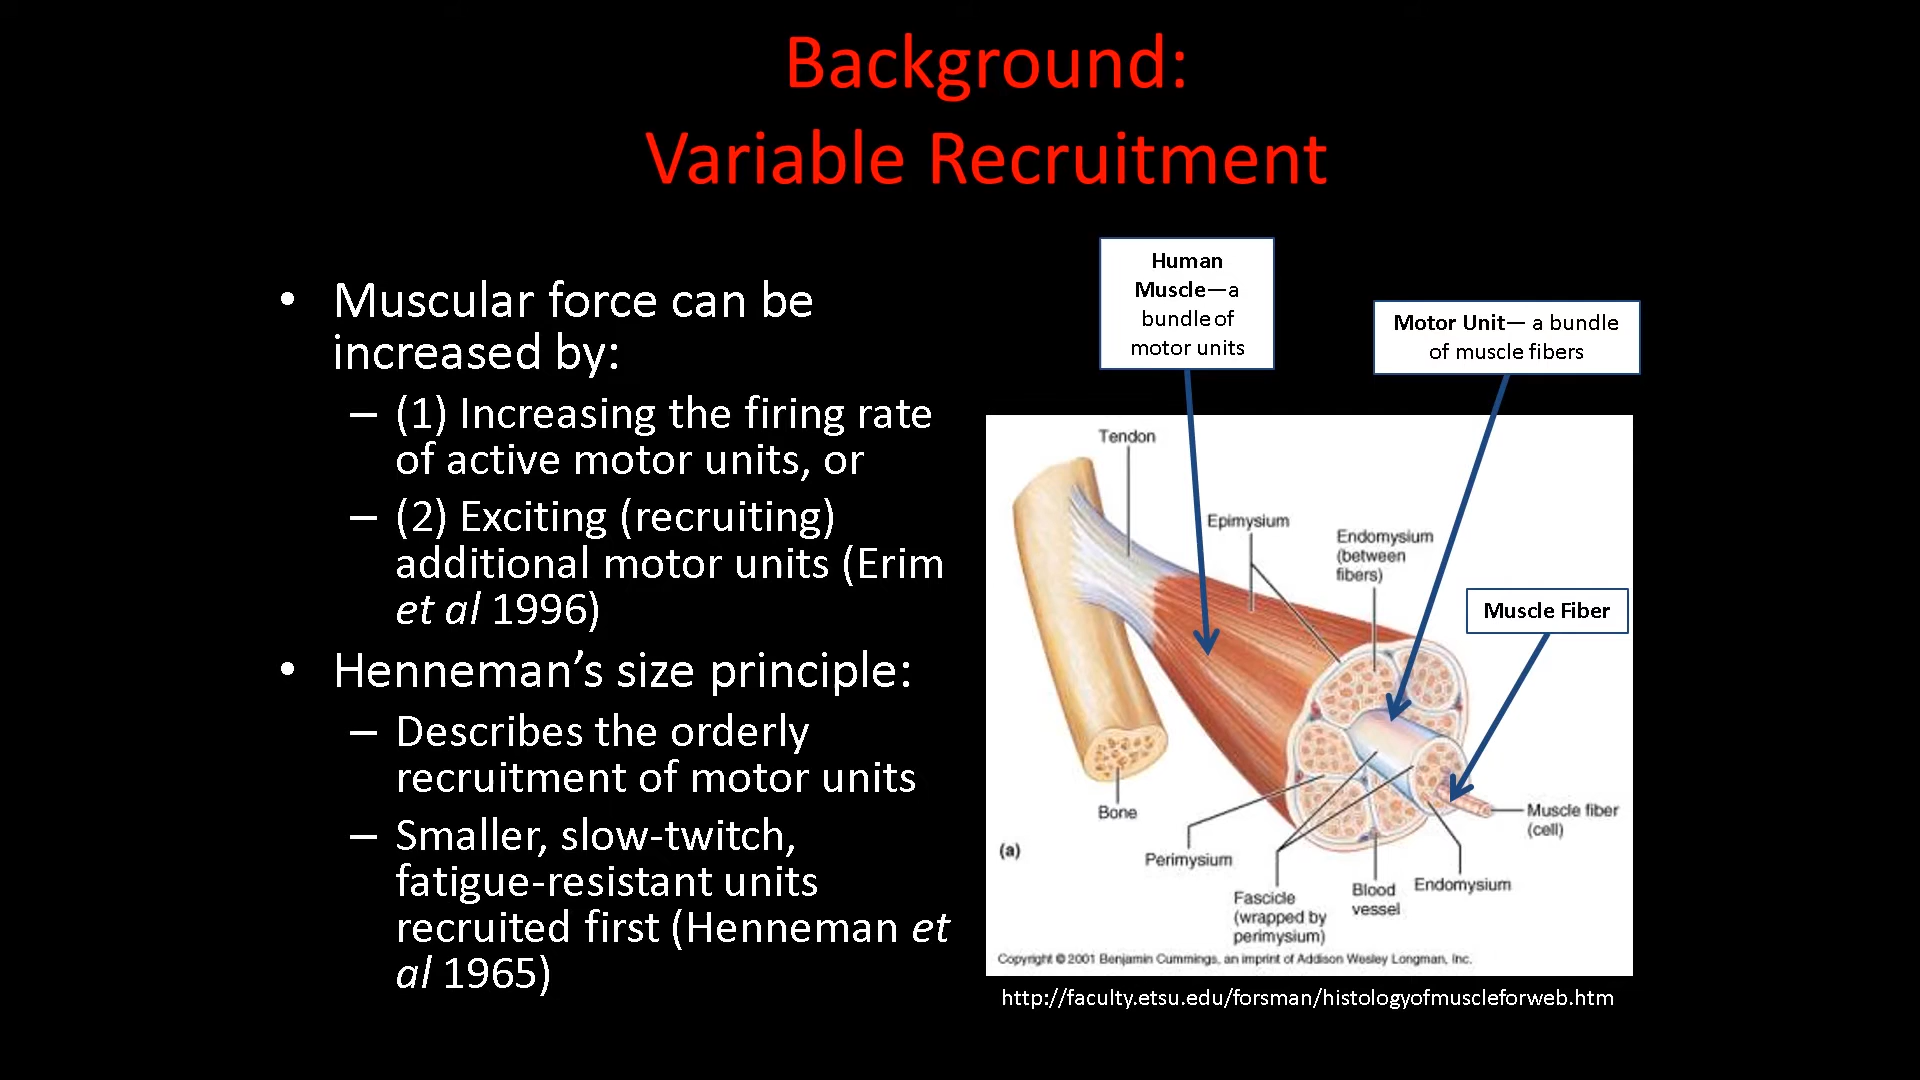 Background:
Variable Recruitment
• Muscular force can be
increased by:
– (1) Increasing the firing rate
of active motor units, or
– (2) Exciting (recruiting)
additional motor units (Erim
et al 1996)
• Henneman’s size principle:
– Describes the orderly
recruitment of motor units
– Smaller, slow-twitch,
fatigue-resistant units
recruited first (Henneman et
al 1965)
Human
Muscle—a
bundle of
motor units
Motor Unit— a bundle
of muscle fibers
Muscle Fiber
Tendon
Epimysium
Endomysium
(between
fibers)
Bone
Muscle fiber
(cell)
(a)
Perimysium
Fascicle
(wrapped by
perimysium)
Blood
vessel
Endomysium
Copyright © 2001 Benjamin Cummings, an imprint of Addison Wesley Longman, Inc.
http://faculty.etsu.edu/forsman/histologyofmuscleforweb.htm